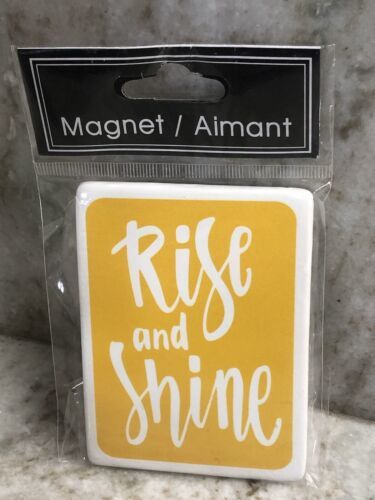 Magnet / Aimant
Rise
and
Shine